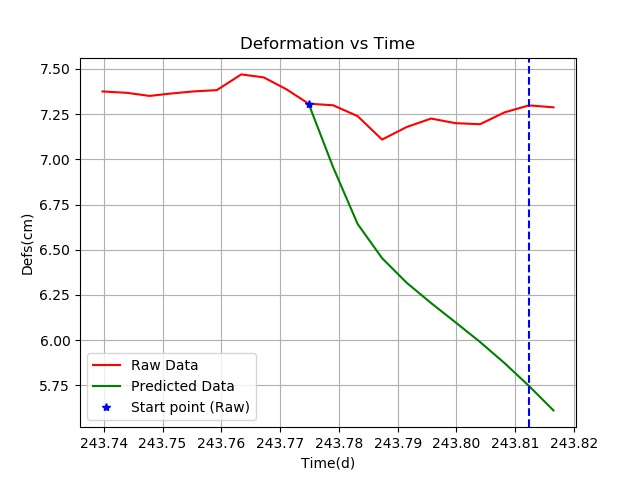 Deformation vs Time
7.50
7.25
7.00
6.75
6.50
6.25
6.00
5.75
Defs(cm)
Raw Data
Predicted Data
Start point (Raw)
243.74 243.75 243.76 243.77 243.78 243.79 243.80 243.81 243.82
Time(d)